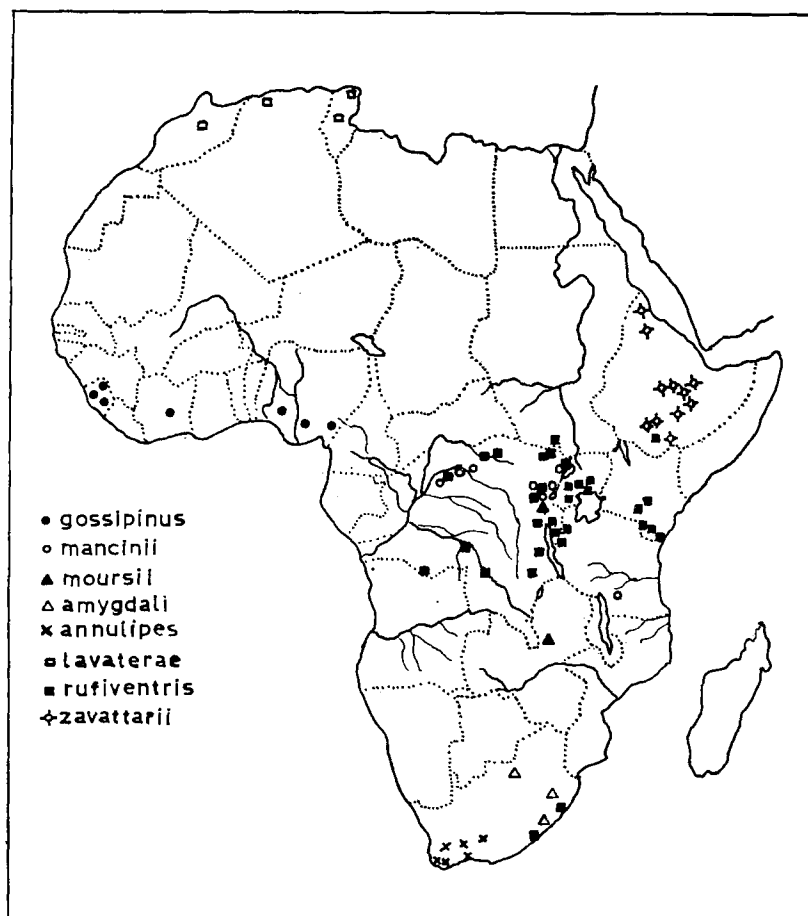 gossipinus
mancinii
moursii
amygdali
annulipes
lavaterae
rufiventris
zavattarii